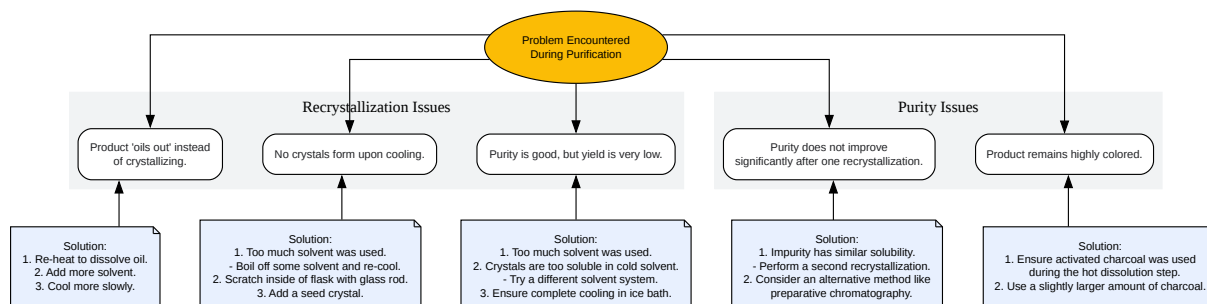 Problem Encountered
During Purification
Recrystallization Issues
Purity Issues
Product 'oils out' instead
of crystallizing.
No crystals form upon cooling.
Purity is good, but yield is very low.
Purity does not improve
significantly after one recrystallization.
Product remains highly colored.
Solution:
1. Re-heat to dissolve oil.
2. Add more solvent.
3. Cool more slowly.
Solution:
1. Too much solvent was used.
- Boil off some solvent and re-cool.
2. Scratch inside of flask with glass rod.
3. Add a seed crystal.
Solution:
1. Too much solvent was used.
2. Crystals are too soluble in cold solvent.
- Try a different solvent system.
3. Ensure complete cooling in ice bath.
Solution:
1. Impurity has similar solubility.
- Perform a second recrystallization.
2. Consider an alternative method like
preparative chromatography.
Solution:
1. Ensure activated charcoal was used
during the hot dissolution step.
2. Use a slightly larger amount of charcoal.